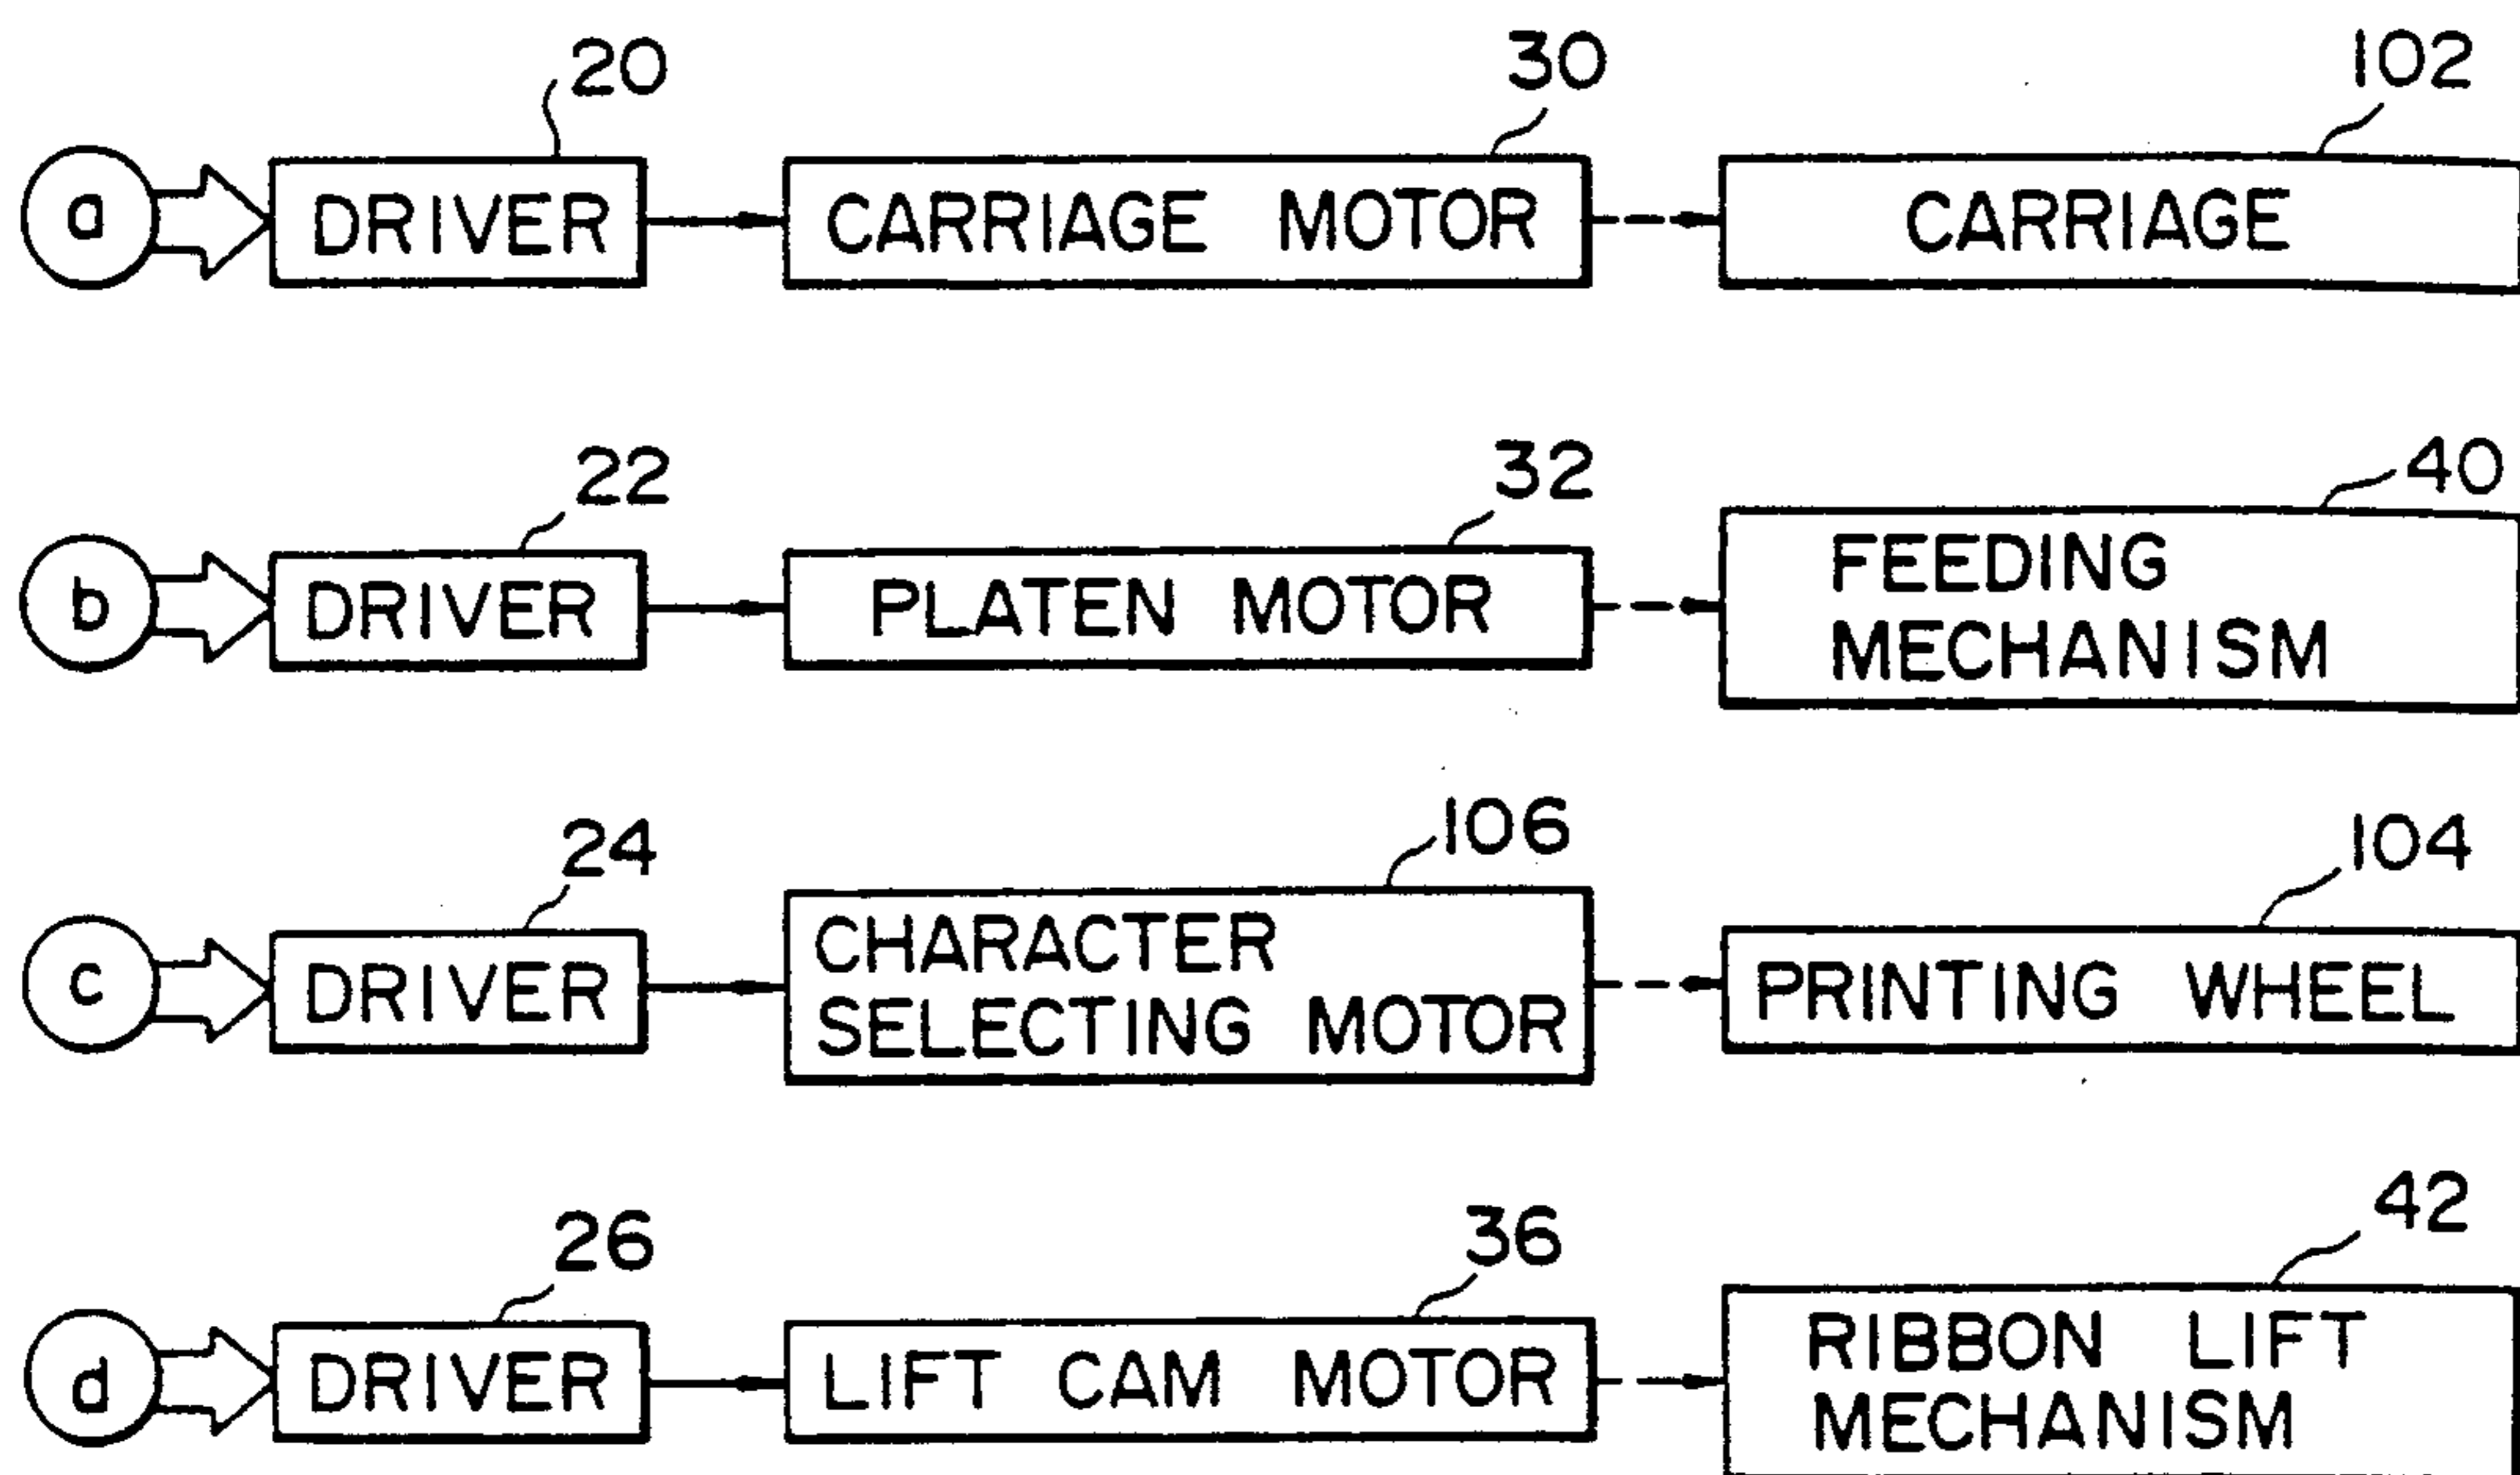 20
30
102
a
DRIVER
CARRIAGE MOTOR
CARRIAGE
22
32
40
b
DRIVER
PLATEN MOTOR
FEEDING
MECHANISM
24
106
104
c
DRIVER
CHARACTER
SELECTING MOTOR
PRINTING WHEEL
26
36
42
d
DRIVER
LIFT CAM MOTOR
RIBBON LIFT
MECHANISM